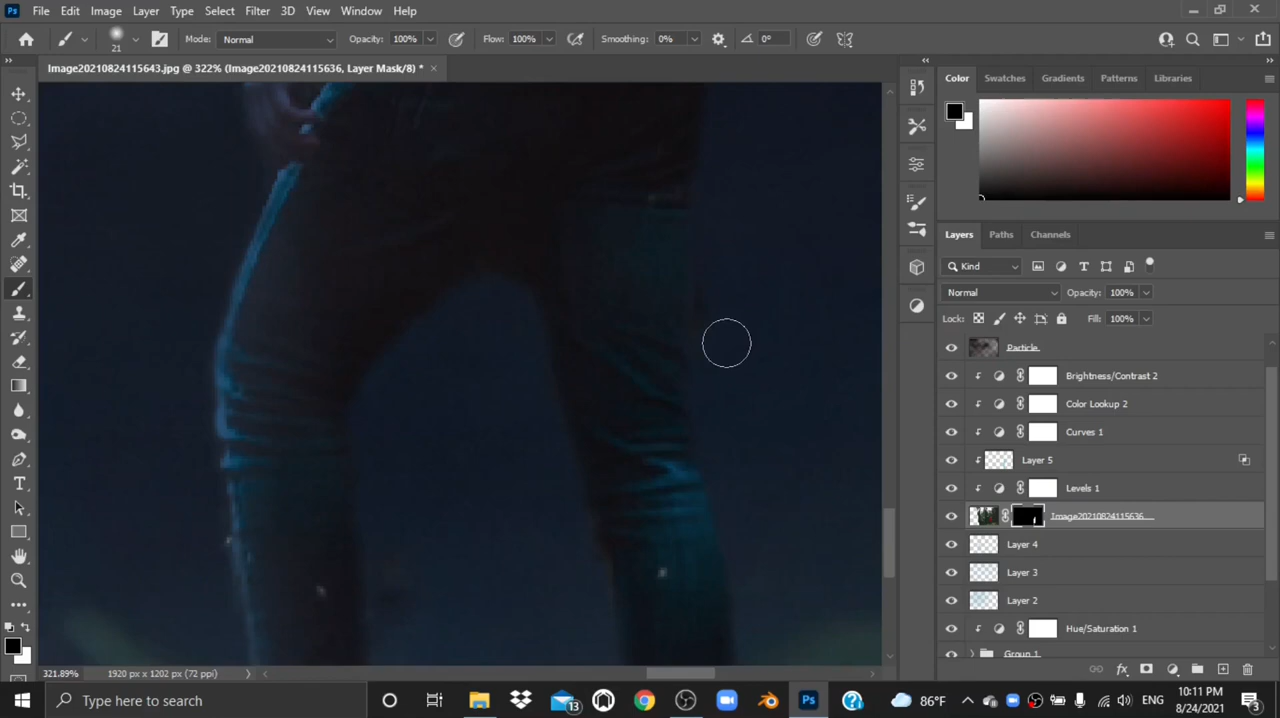 Ps File Edit Image Layer Type Select Filter 3D View Window Help
21 Mode: Normal Opacity: 100% Flow: 100% Smoothing: 0% 0°
Image20210824115643.jpg @ 322% (Image20210824115636, Layer Mask/8) *
Color Swatches Gradients Patterns Libraries
Layers Paths Channels
Kind
Normal Opacity: 100%
Lock: Fill: 100%
Particle
Brightness/Contrast 2
Color Lookup 2
Curves 1
Layer 5
Levels 1
Image20210824115636
Layer 4
Layer 3
Layer 2
Hue/Saturation 1
Group 1
321.89% 1920 px x 1202 px (72 ppi)
Type here to search
13
Ps
86°F
ENG
10:11 PM
8/24/2021
3